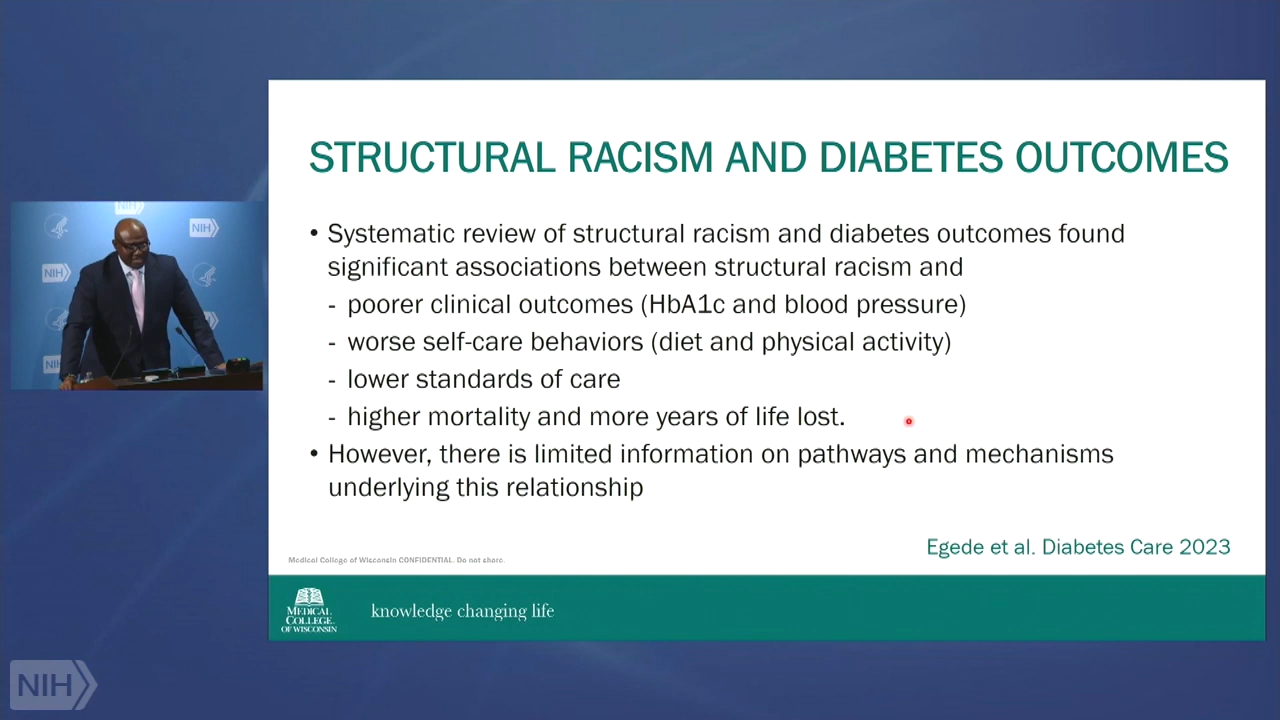 STRUCTURAL RACISM AND DIABETES OUTCOMES
• Systematic review of structural racism and diabetes outcomes found
significant associations between structural racism and
- poorer clinical outcomes (HbA1c and blood pressure)
- worse self-care behaviors (diet and physical activity)
- lower standards of care
- higher mortality and more years of life lost.
• However, there is limited information on pathways and mechanisms
underlying this relationship
Egede et al. Diabetes Care 2023
Medical College of Wisconsin CONFIDENTIAL. Do not share.
MEDICAL
COLLEGE
OF WISCONSIN
knowledge changing life
NIH
NIH
NIH
NIH
NIH